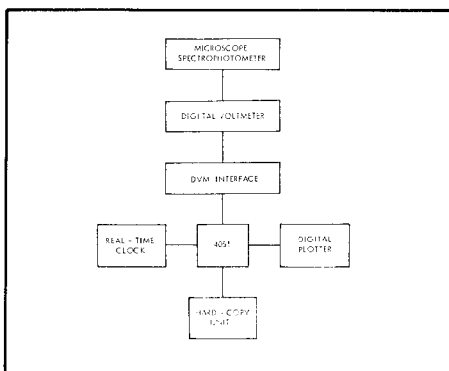 MICROSCOPE
SPECTROPHOTOMETER
DIGITAL VOLTMETER
DVM INTERFACE
REAL - TIME
CLOCK
4051
DIGITAL
PLOTTER
HARD - COPY
UNIT